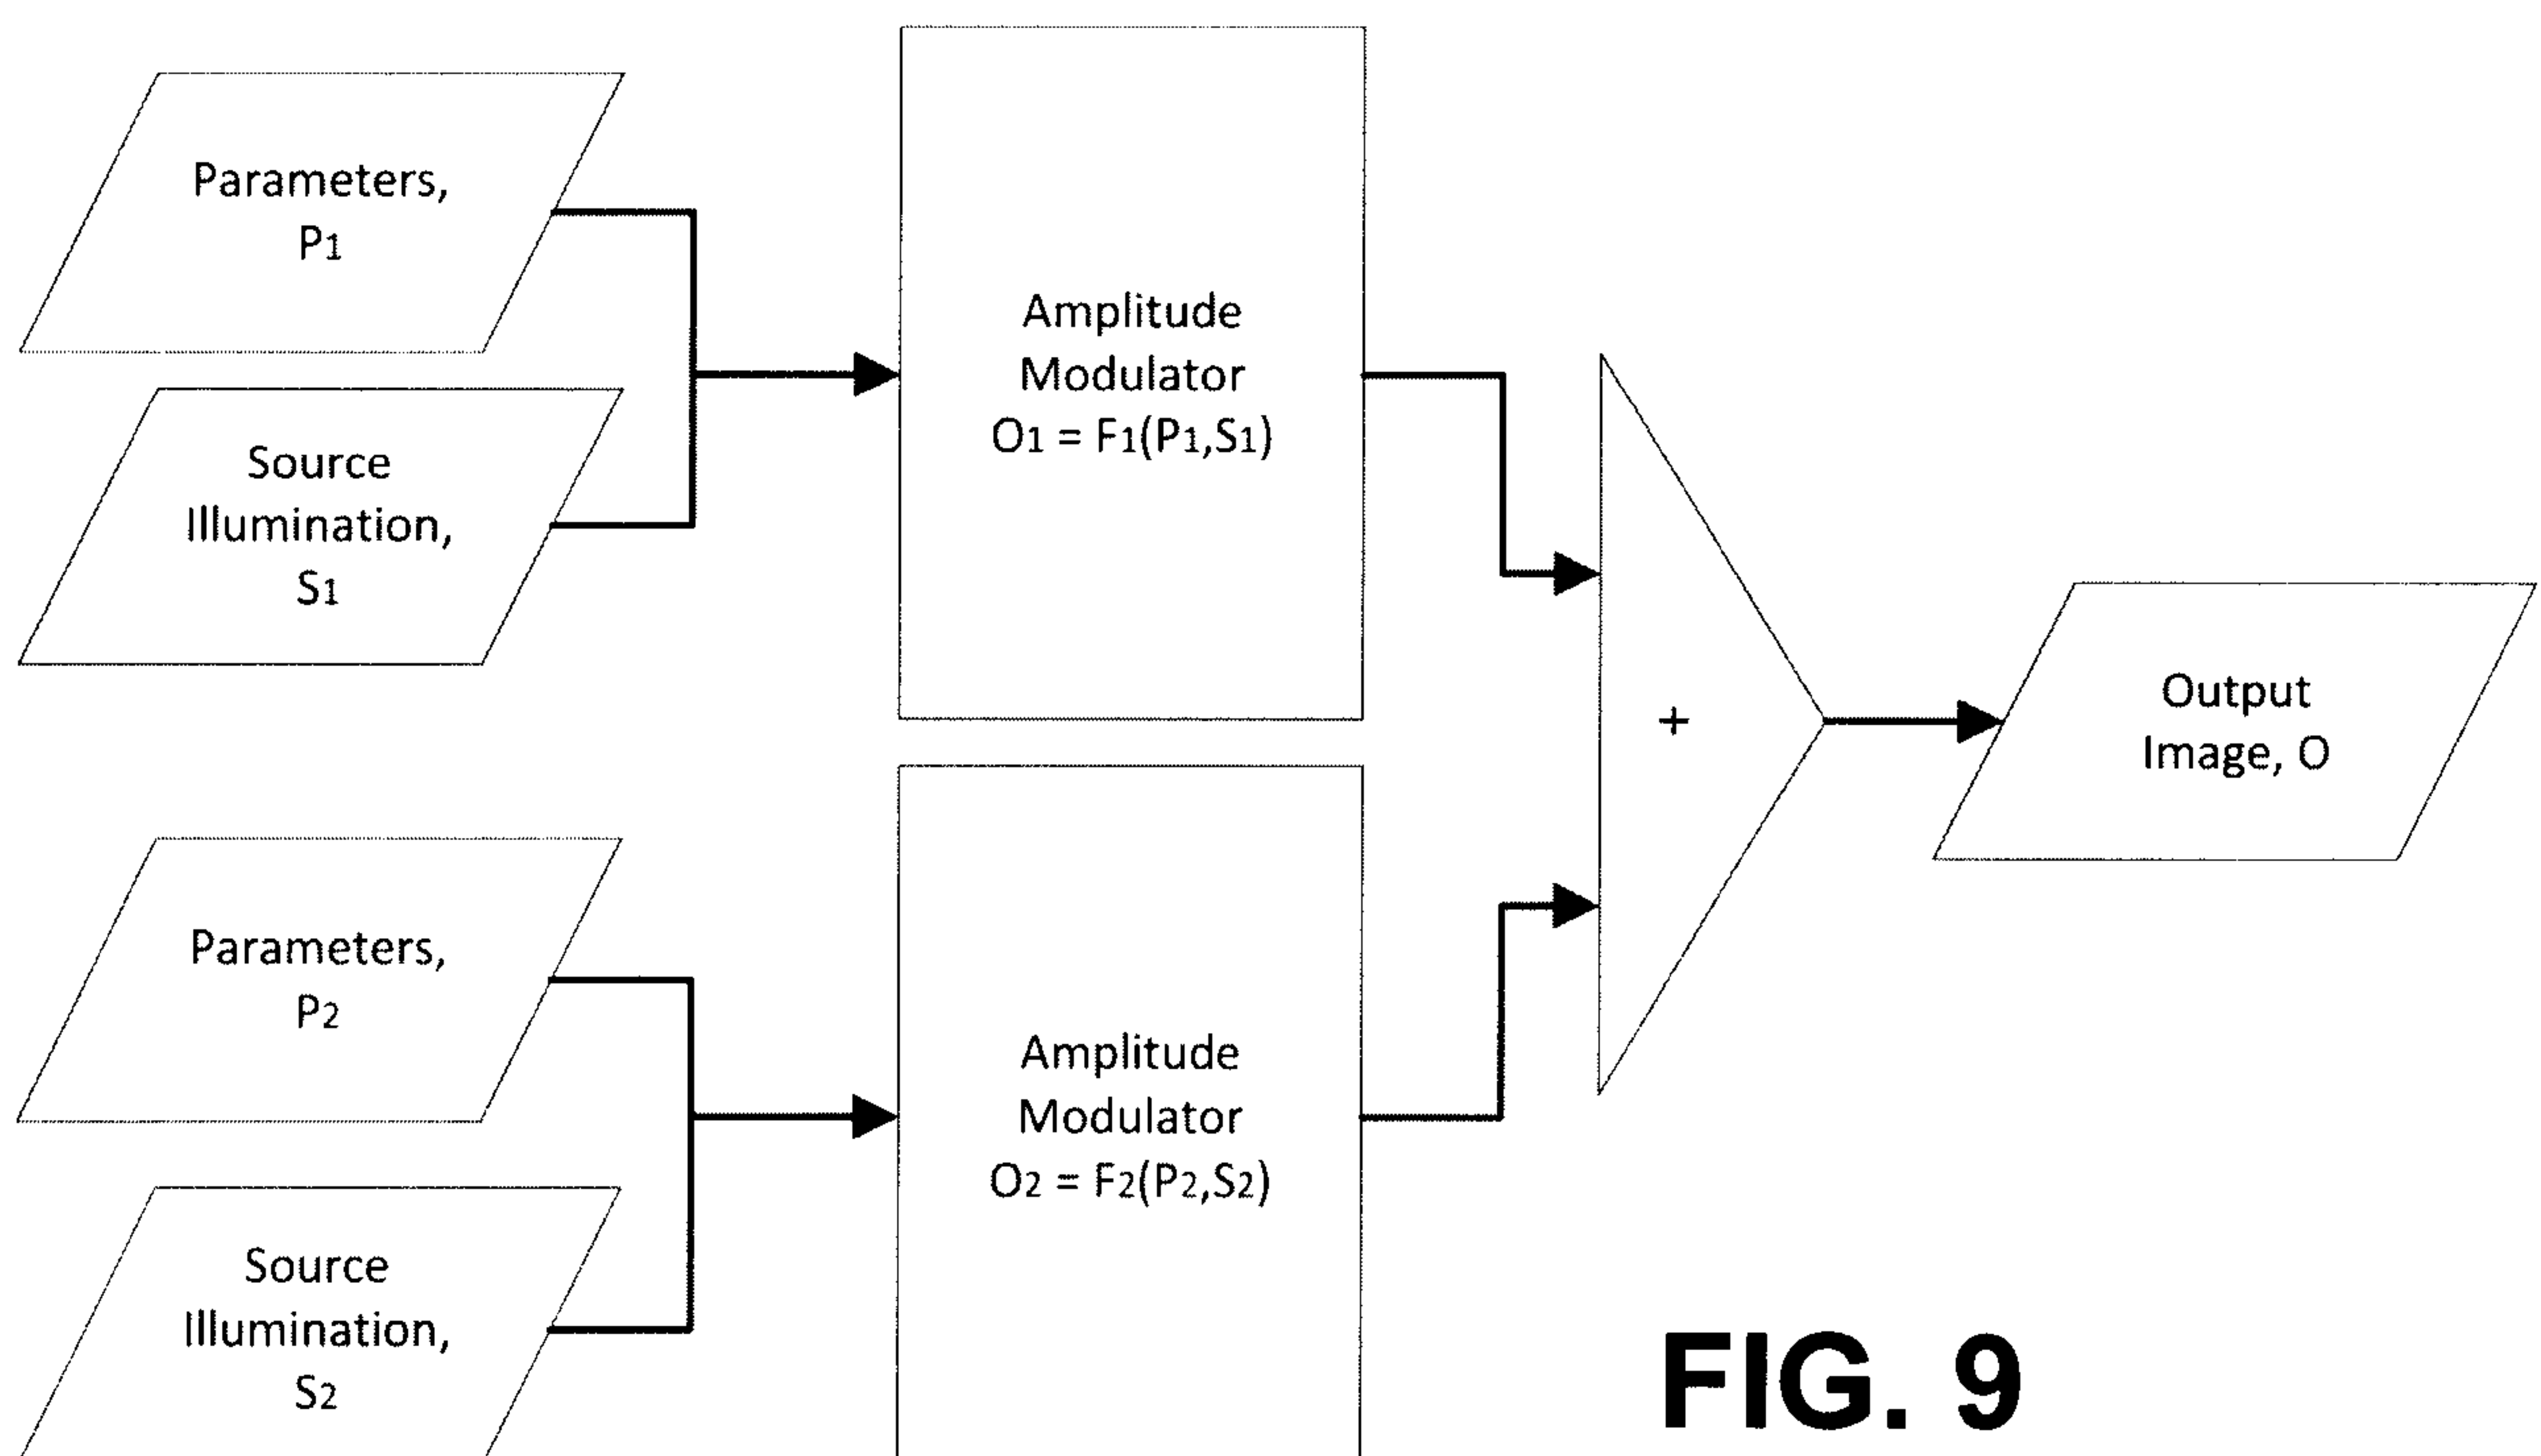 Parameters,
P1
Source
Illumination,
S1
Amplitude
Modulator
O1 = F1(P1,S1)
+
Output
Image, O
Parameters,
P2
Source
Illumination,
S2
Amplitude
Modulator
O2 = F2(P2,S2)
FIG. 9